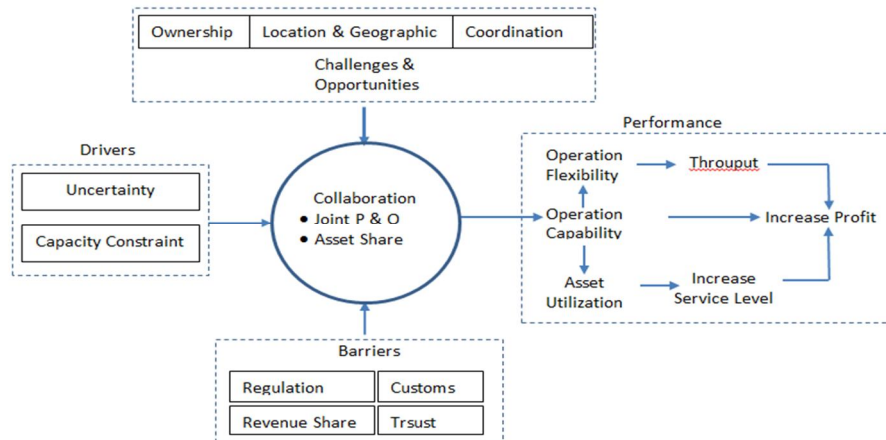 Ownership
Location & Geographic
Coordination
Challenges &
Opportunities
Drivers
Uncertainty
Capacity Constraint
Collaboration
• Joint P & O
• Asset Share
Performance
Operation
Flexibility
Throuput
Operation
Capability
Increase Profit
Asset
Utilization
Increase
Service Level
Barriers
Regulation
Customs
Revenue Share
Trsust